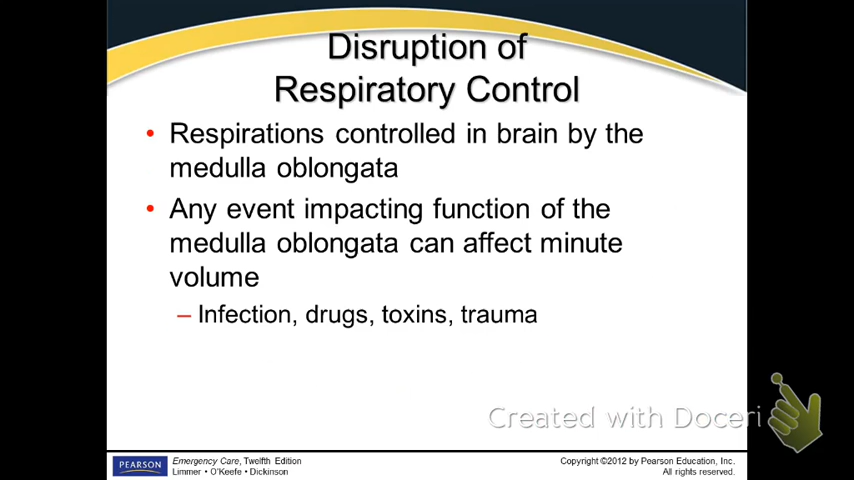 Disruption of
Respiratory Control
• Respirations controlled in brain by the
medulla oblongata
• Any event impacting function of the
medulla oblongata can affect minute
volume
– Infection, drugs, toxins, trauma
Created with Doceri
PEARSON
Emergency Care, Twelfth Edition
Limmer • O'Keefe • Dickinson
Copyright ©2012 by Pearson Education, Inc.
All rights reserved.